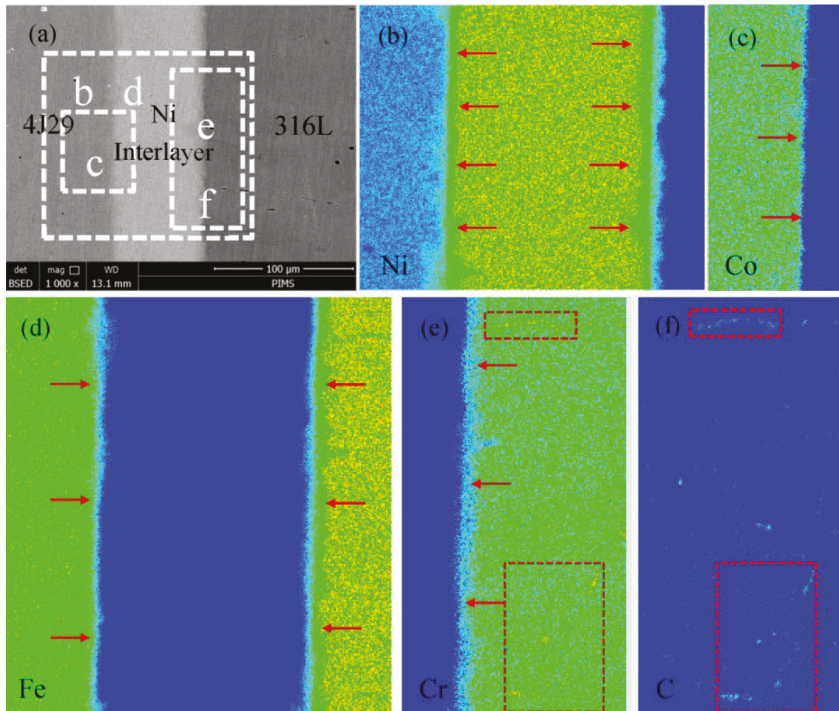 (a)
b d
4J29
Ni
Interlayer
c
e
f
316L
det
mag
WD
BSED
1 000 x
13.1 mm
100 μm
PIMS
(b)
Ni
(c)
Co
(d)
Fe
(e)
Cr
(f)
C